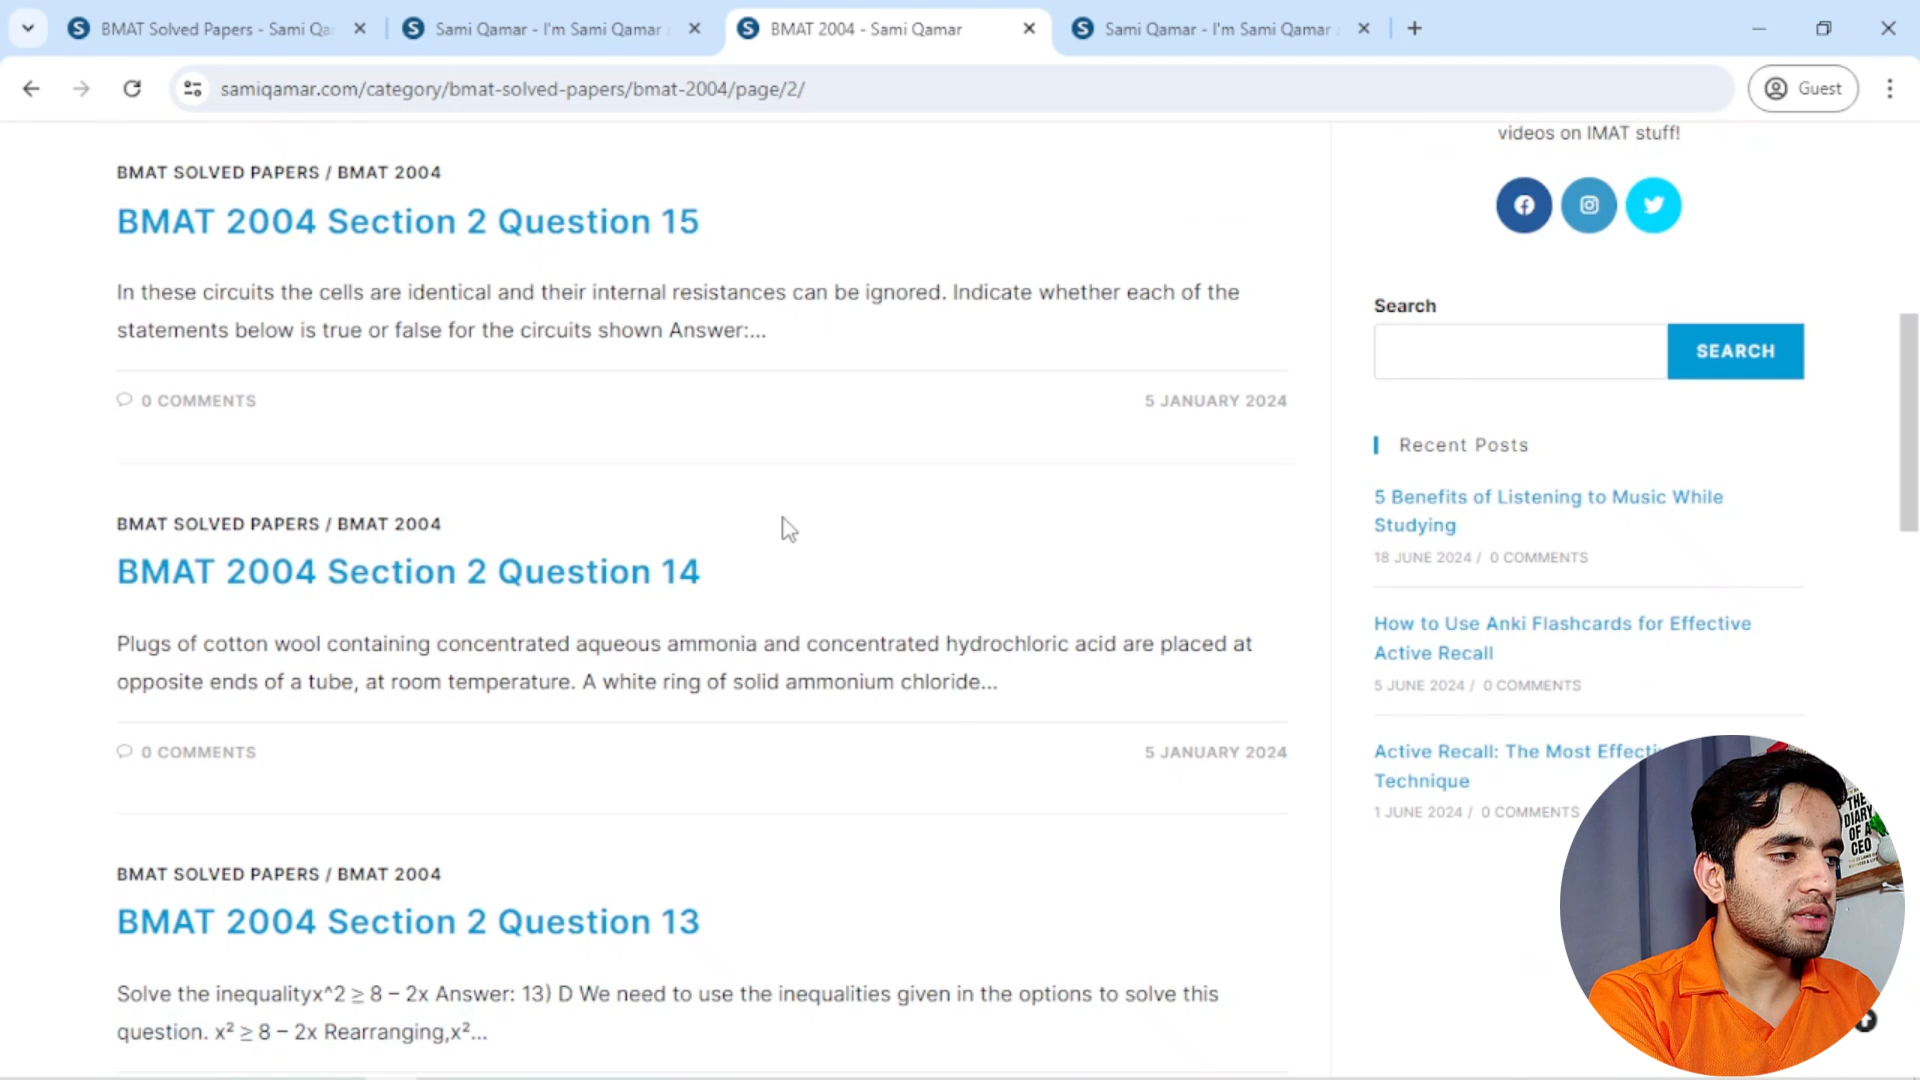 BMAT Solved Papers - Sami Qa
Sami Qamar - I'm Sami Qamar
BMAT 2004 - Sami Qamar
Sami Qamar - I'm Sami Qamar
samiqamar.com/category/bmat-solved-papers/bmat-2004/page/2/
Guest
BMAT SOLVED PAPERS / BMAT 2004
BMAT 2004 Section 2 Question 15
In these circuits the cells are identical and their internal resistances can be ignored. Indicate whether each of the
statements below is true or false for the circuits shown Answer:...
0 COMMENTS
5 JANUARY 2024
BMAT SOLVED PAPERS / BMAT 2004
BMAT 2004 Section 2 Question 14
Plugs of cotton wool containing concentrated aqueous ammonia and concentrated hydrochloric acid are placed at
opposite ends of a tube, at room temperature. A white ring of solid ammonium chloride...
0 COMMENTS
5 JANUARY 2024
BMAT SOLVED PAPERS / BMAT 2004
BMAT 2004 Section 2 Question 13
Solve the inequalityx^2 ≥ 8 – 2x Answer: 13) D We need to use the inequalities given in the options to solve this
question. x² ≥ 8 – 2x Rearranging,x²...
videos on IMAT stuff!
Search
SEARCH
Recent Posts
5 Benefits of Listening to Music While
Studying
18 JUNE 2024 / 0 COMMENTS
How to Use Anki Flashcards for Effective
Active Recall
5 JUNE 2024 / 0 COMMENTS
Active Recall: The Most Effecti
Technique
1 JUNE 2024 / 0 COMMENTS
THE
DIARY
OF A
CEO